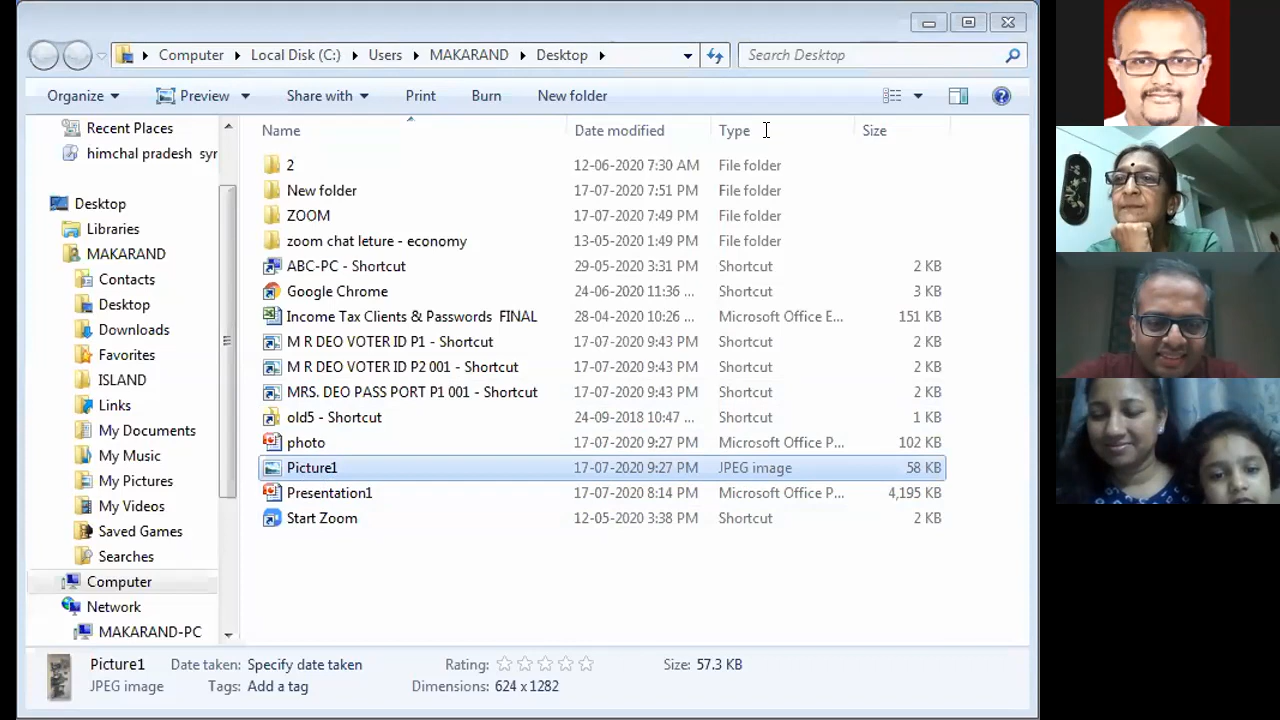 Computer Local Disk (C:) Users MAKARAND Desktop Search Desktop
Organize Preview Share with Print Burn New folder
Recent Places
himchal pradesh syr
Desktop
Libraries
MAKARAND
Contacts
Desktop
Downloads
Favorites
ISLAND
Links
My Documents
My Music
My Pictures
My Videos
Saved Games
Searches
Computer
Network
MAKARAND-PC
Name Date modified Type Size
2 12-06-2020 7:30 AM File folder
New folder 17-07-2020 7:51 PM File folder
ZOOM 17-07-2020 7:49 PM File folder
zoom chat leture - economy 13-05-2020 1:49 PM File folder
ABC-PC - Shortcut 29-05-2020 3:31 PM Shortcut 2 KB
Google Chrome 24-06-2020 11:36 ... Shortcut 3 KB
Income Tax Clients & Passwords FINAL 28-04-2020 10:26 ... Microsoft Office E... 151 KB
M R DEO VOTER ID P1 - Shortcut 17-07-2020 9:43 PM Shortcut 2 KB
M R DEO VOTER ID P2 001 - Shortcut 17-07-2020 9:43 PM Shortcut 2 KB
MRS. DEO PASS PORT P1 001 - Shortcut 17-07-2020 9:43 PM Shortcut 2 KB
old5 - Shortcut 24-09-2018 10:47 ... Shortcut 1 KB
photo 17-07-2020 9:27 PM Microsoft Office P... 102 KB
Picture1 17-07-2020 9:27 PM JPEG image 58 KB
Presentation1 17-07-2020 8:14 PM Microsoft Office P... 4,195 KB
Start Zoom 12-05-2020 3:38 PM Shortcut 2 KB
Picture1 Date taken: Specify date taken Rating: Size: 57.3 KB
JPEG image Tags: Add a tag Dimensions: 624 x 1282